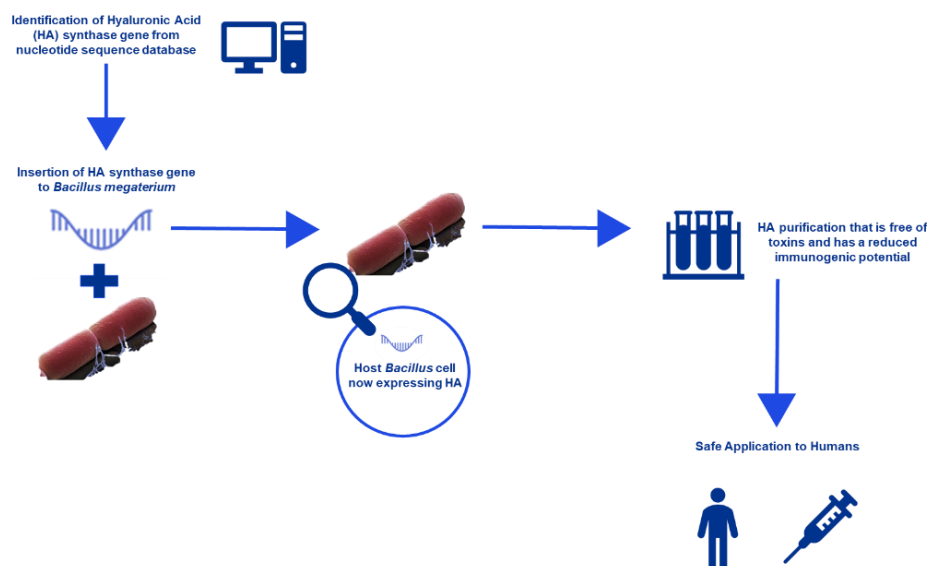 Identification of Hyaluronic Acid
(HA) synthase gene from
nucleotide sequence database
Insertion of HA synthase gene
to Bacillus megaterium
Host Bacillus cell
now expressing HA
HA purification that is free of
toxins and has a reduced
immunogenic potential
Safe Application to Humans